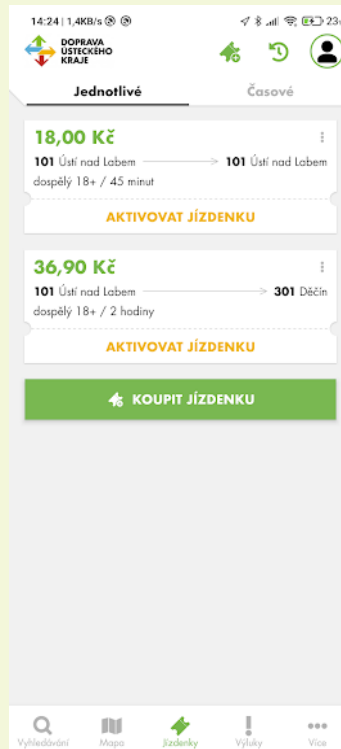 14:24 | 1,4KB/s
23
DOPRAVA
ÚSTECKÉHO
KRAJE
Jednotlivé Časové
18,00 Kč
101 Ústí nad Labem 101 Ústí nad Labem
dospělý 18+ / 45 minut
AKTIVOVAT JÍZDENKU
36,90 Kč
101 Ústí nad Labem 301 Děčín
dospělý 18+ / 2 hodiny
AKTIVOVAT JÍZDENKU
KOUPIT JÍZDENKU
Vyhledávání Mapa Jízdenky Výluky Více